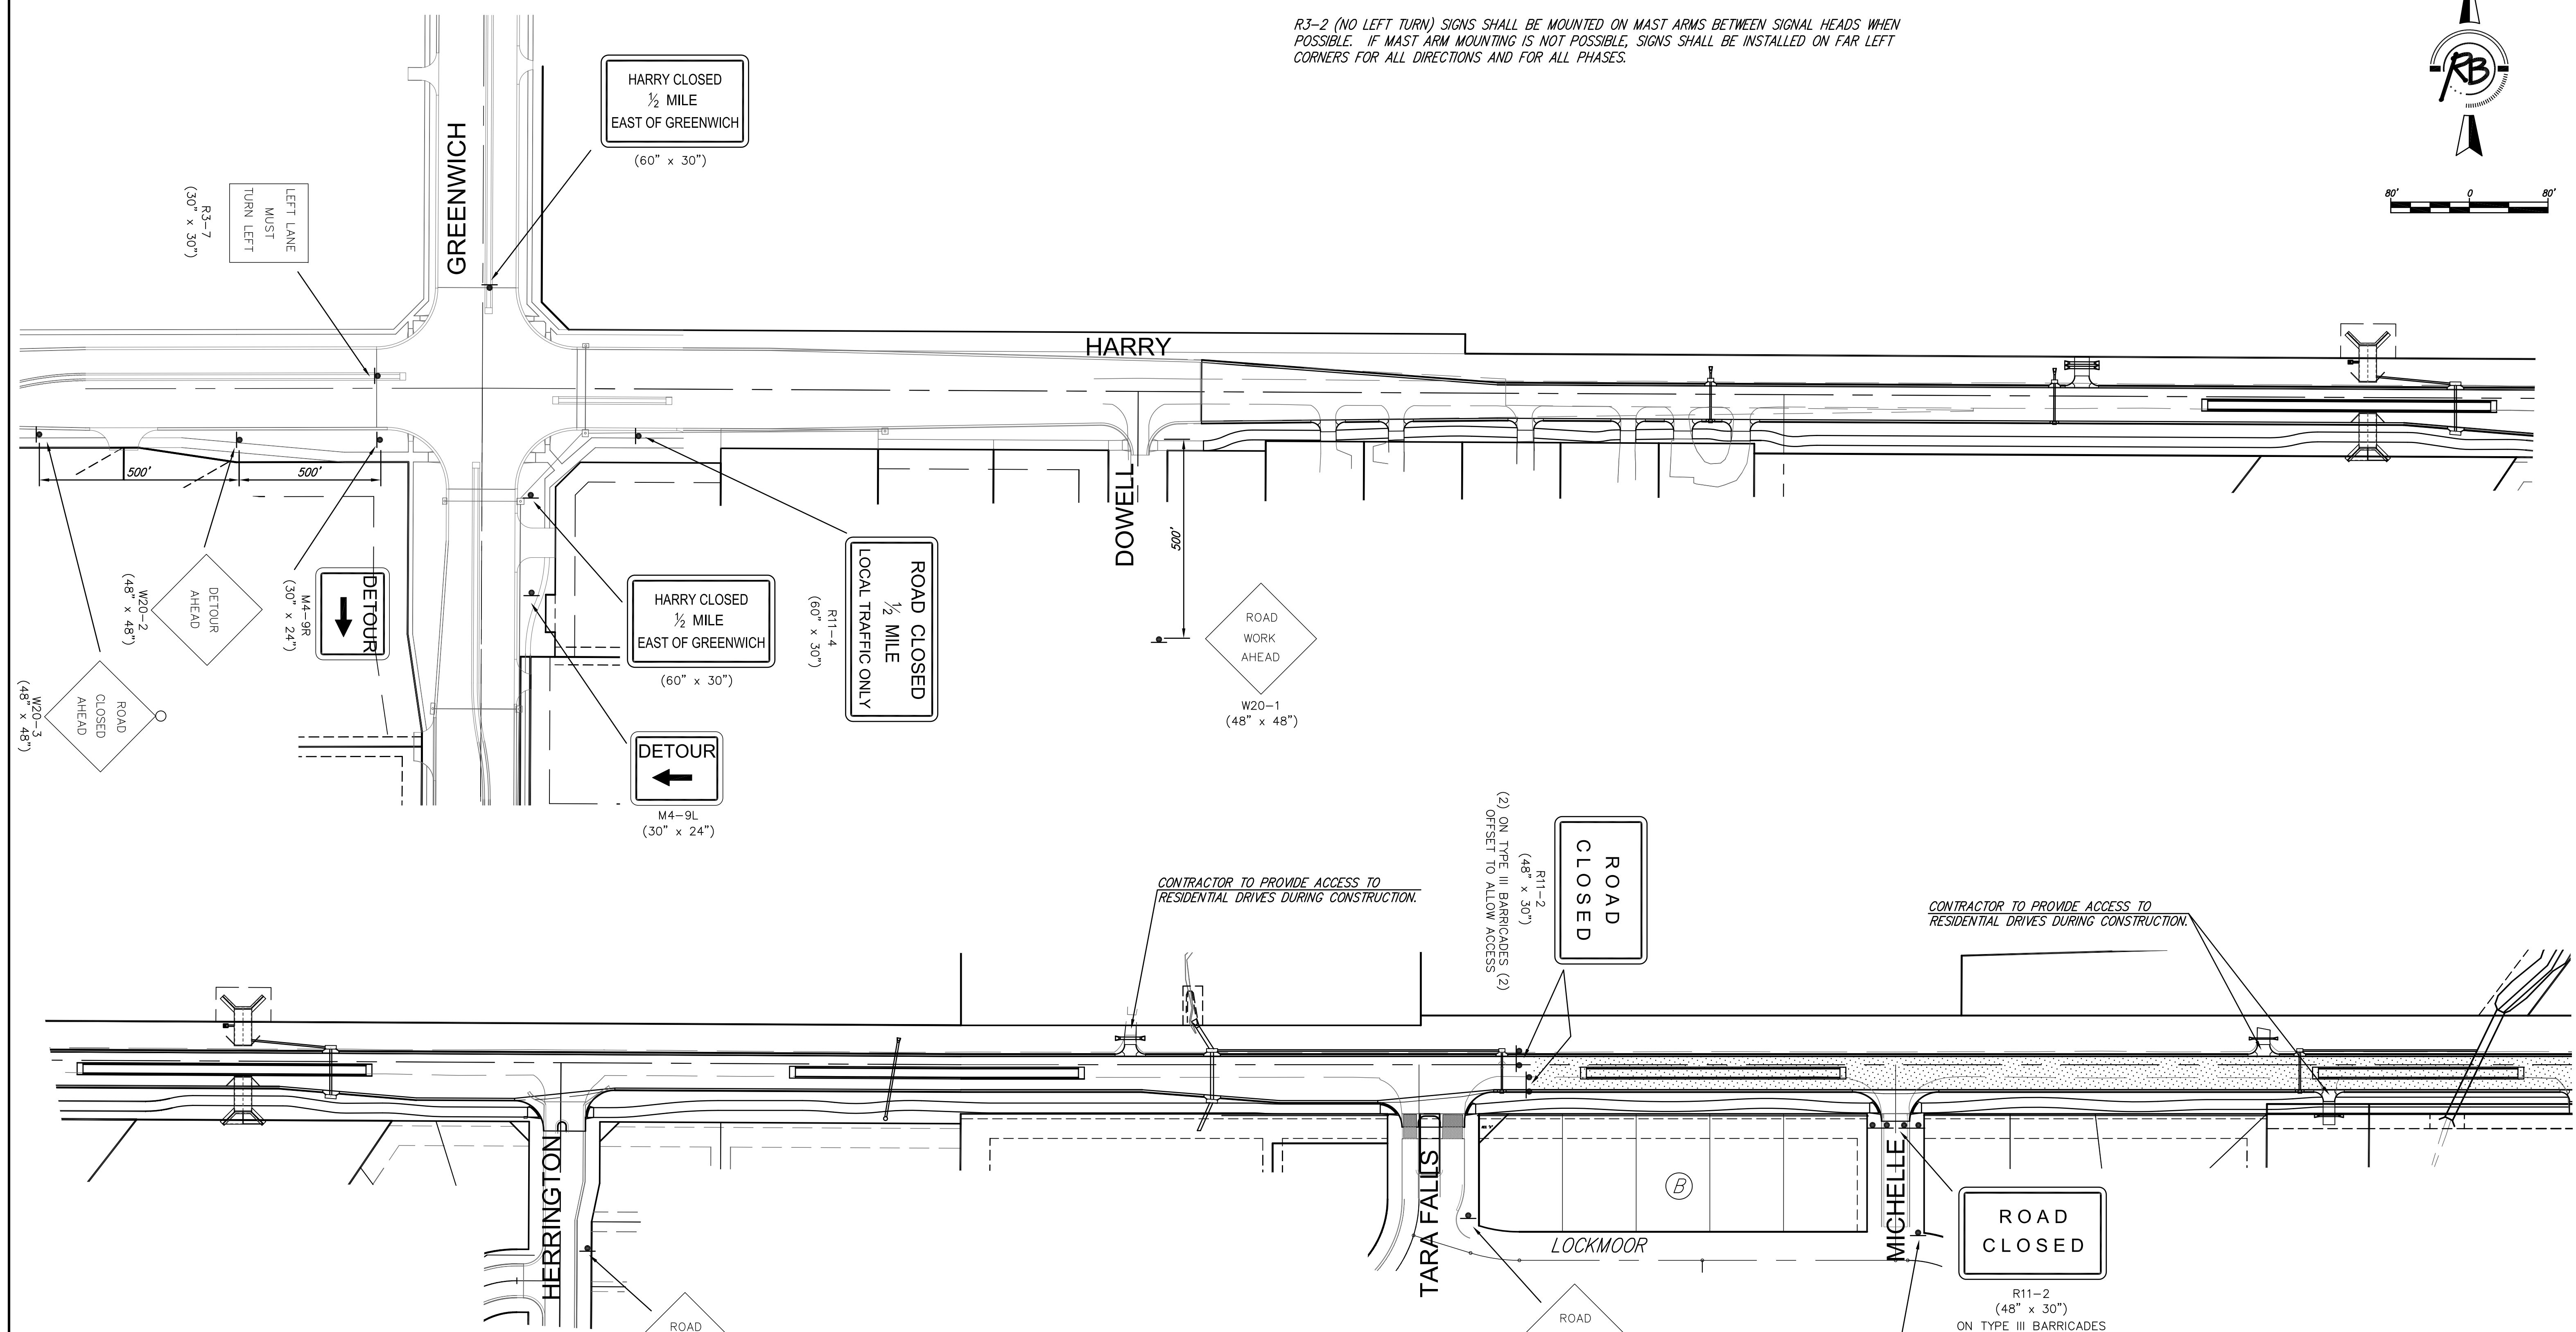 R3-2 (NO LEFT TURN) SIGNS SHALL BE MOUNTED ON MAST ARMS BETWEEN SIGNAL HEADS WHEN
POSSIBLE. IF MAST ARM MOUNTING IS NOT POSSIBLE, SIGNS SHALL BE INSTALLED ON FAR LEFT
CORNERS FOR ALL DIRECTIONS AND FOR ALL PHASES.
RB
80' 0 80'
HARRY CLOSED
½ MILE
EAST OF GREENWICH
(60" x 30")
GREENWICH
LEFT LANE
MUST
TURN LEFT
R3-7
(30" x 30")
HARRY
500'
500'
DOWELL
500'
ROAD
WORK
AHEAD
W20-1
(48" x 48")
ROAD CLOSED
½ MILE
LOCAL TRAFFIC ONLY
R11-4
(60" x 30")
HARRY CLOSED
½ MILE
EAST OF GREENWICH
(60" x 30")
DETOUR
M4-9R
(30" x 24")
DETOUR
AHEAD
W20-2
(48" x 48")
ROAD
CLOSED
AHEAD
W20-3
(48" x 48")
DETOUR
M4-9L
(30" x 24")
CONTRACTOR TO PROVIDE ACCESS TO
RESIDENTIAL DRIVES DURING CONSTRUCTION.
ROAD
CLOSED
R11-2
(48" x 30")
(2) ON TYPE III BARRICADES (2)
OFFSET TO ALLOW ACCESS
CONTRACTOR TO PROVIDE ACCESS TO
RESIDENTIAL DRIVES DURING CONSTRUCTION.
HERRINGTON
TARA FALLS
B
LOCKMOOR
MICHELLE
ROAD
CLOSED
R11-2
(48" x 30")
ON TYPE III BARRICADES
ROAD
ROAD